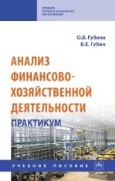 О.В. Губина
В.Е. Губин
АНАЛИЗ
ФИНАНСОВО-
ХОЗЯЙСТВЕННОЙ
ДЕЯТЕЛЬНОСТИ
ПРАКТИКУМ
УЧЕБНОЕ ПОСОБИЕ